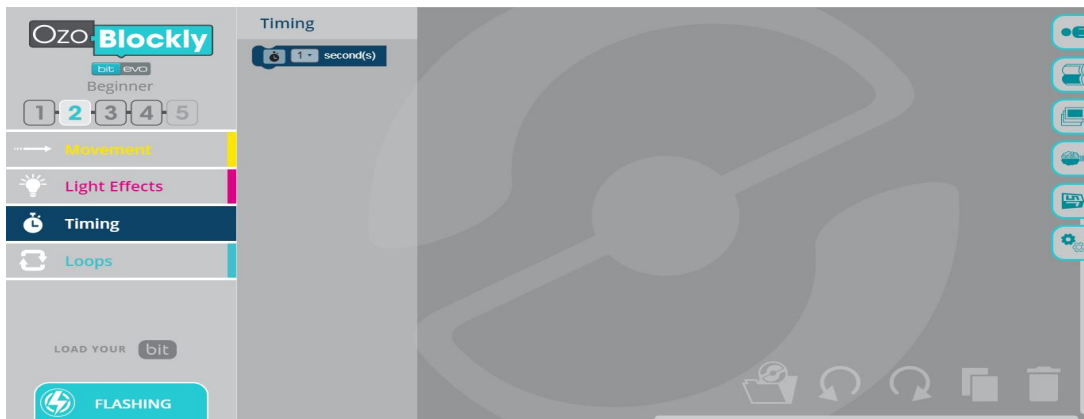 OZO Blockly
bit evo
Beginner
1 2 3 4 5
Movement
Light Effects
Timing
Loops
LOAD YOUR bit
FLASHING
Timing
1 second(s)